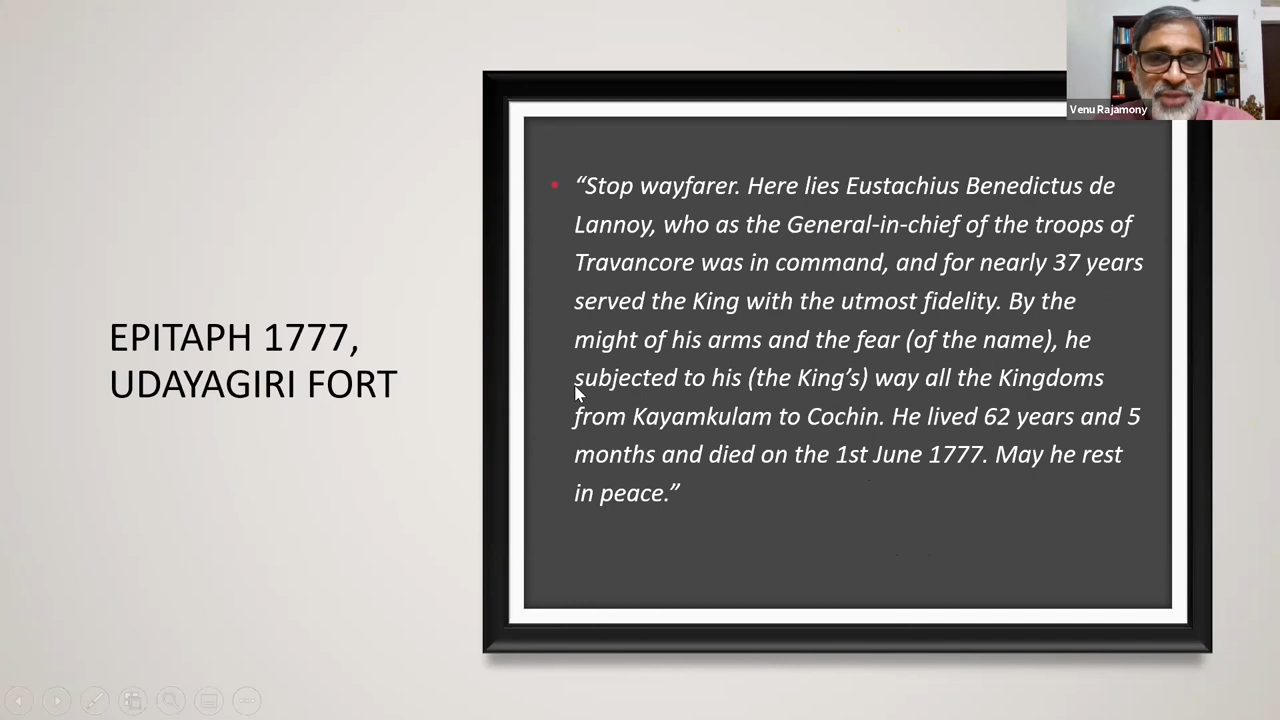 Venu Rajamony
EPITAPH 1777,
UDAYAGIRI FORT
• “Stop wayfarer. Here lies Eustachius Benedictus de
Lannoy, who as the General-in-chief of the troops of
Travancore was in command, and for nearly 37 years
served the King with the utmost fidelity. By the
might of his arms and the fear (of the name), he
subjected to his (the King’s) way all the Kingdoms
from Kayamkulam to Cochin. He lived 62 years and 5
months and died on the 1st June 1777. May he rest
in peace.”